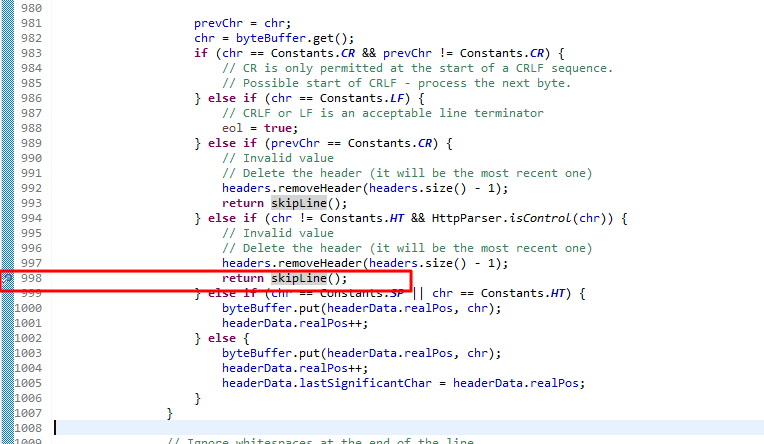 980
981 prevChr = chr;
982 chr = byteBuffer.get();
983 if (chr == Constants.CR && prevChr != Constants.CR) {
984 // CR is only permitted at the start of a CRLF sequence.
985 // Possible start of CRLF - process the next byte.
986 } else if (chr == Constants.LF) {
987 // CRLF or LF is an acceptable line terminator
988 eol = true;
989 } else if (prevChr == Constants.CR) {
990 // Invalid value
991 // Delete the header (it will be the most recent one)
992 headers.removeHeader(headers.size() - 1);
993 return skipLine();
994 } else if (chr != Constants.HT && HttpParser.isControl(chr)) {
995 // Invalid value
996 // Delete the header (it will be the most recent one)
997 headers.removeHeader(headers.size() - 1);
998 return skipLine();
999 } else if (chr == Constants.SP || chr == Constants.HT) {
1000 byteBuffer.put(headerData.realPos, chr);
1001 headerData.realPos++;
1002 } else {
1003 byteBuffer.put(headerData.realPos, chr);
1004 headerData.realPos++;
1005 headerData.lastSignificantChar = headerData.realPos;
1006 }
1007 }
1008
1009 // Ignore whitespaces at the end of the line